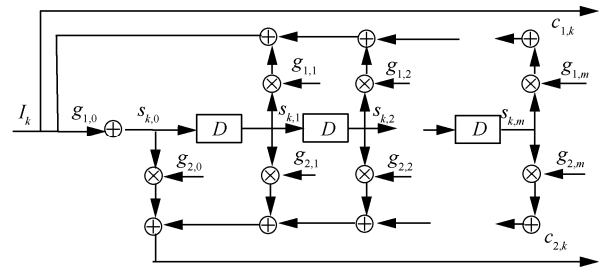 c_{1,k}
g_{1,1} g_{1,2} g_{1,m}
I_k g_{1,0} s_{k,0} D s_{k,1} D s_{k,2} D s_{k,m}
g_{2,0} g_{2,1} g_{2,2} g_{2,m}
c_{2,k}